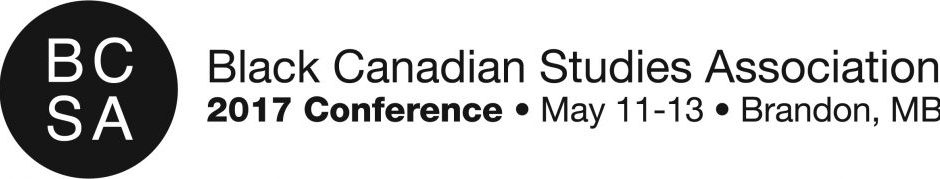 BC
SA
Black Canadian Studies Association
2017 Conference • May 11-13 • Brandon, MB